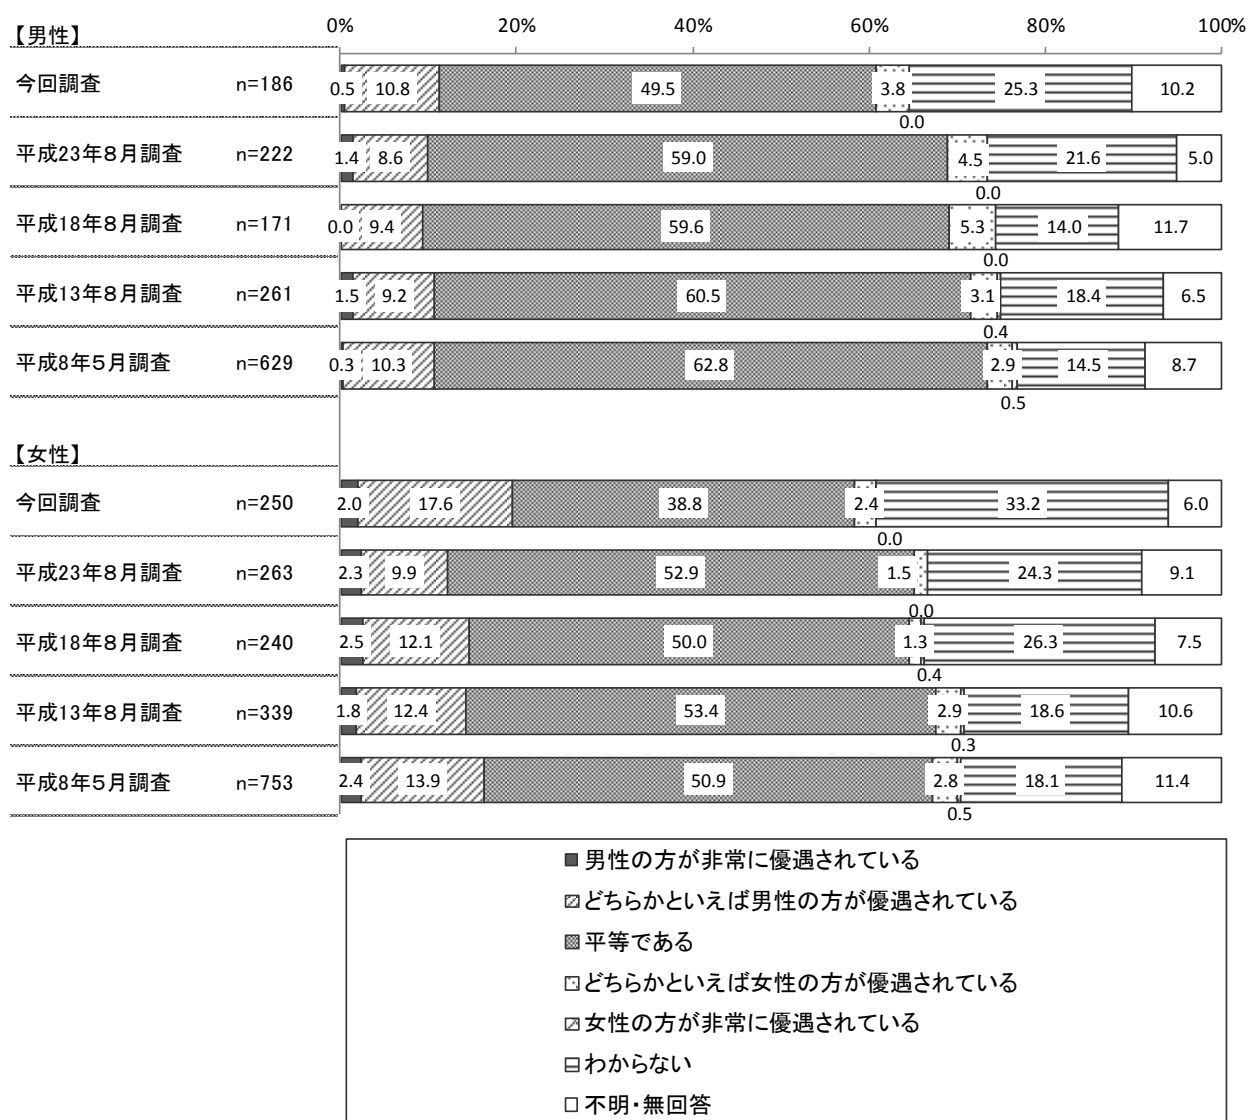 0% 20% 40% 60% 80% 100%
【男性】
今回調査 n=186 0.5 10.8 49.5 3.8 25.3 10.2
0.0
平成23年8月調査 n=222 1.4 8.6 59.0 4.5 21.6 5.0
0.0
平成18年8月調査 n=171 0.0 9.4 59.6 5.3 14.0 11.7
0.0
平成13年8月調査 n=261 1.5 9.2 60.5 3.1 18.4 6.5
0.4
平成8年5月調査 n=629 0.3 10.3 62.8 2.9 14.5 8.7
0.5
【女性】
今回調査 n=250 2.0 17.6 38.8 2.4 33.2 6.0
0.0
平成23年8月調査 n=263 2.3 9.9 52.9 1.5 24.3 9.1
0.0
平成18年8月調査 n=240 2.5 12.1 50.0 1.3 26.3 7.5
0.4
平成13年8月調査 n=339 1.8 12.4 53.4 2.9 18.6 10.6
0.3
平成8年5月調査 n=753 2.4 13.9 50.9 2.8 18.1 11.4
0.5
男性の方が非常に優遇されている
どちらかといえば男性の方が優遇されている
平等である
どちらかといえば女性の方が優遇されている
女性の方が非常に優遇されている
わからない
不明・無回答